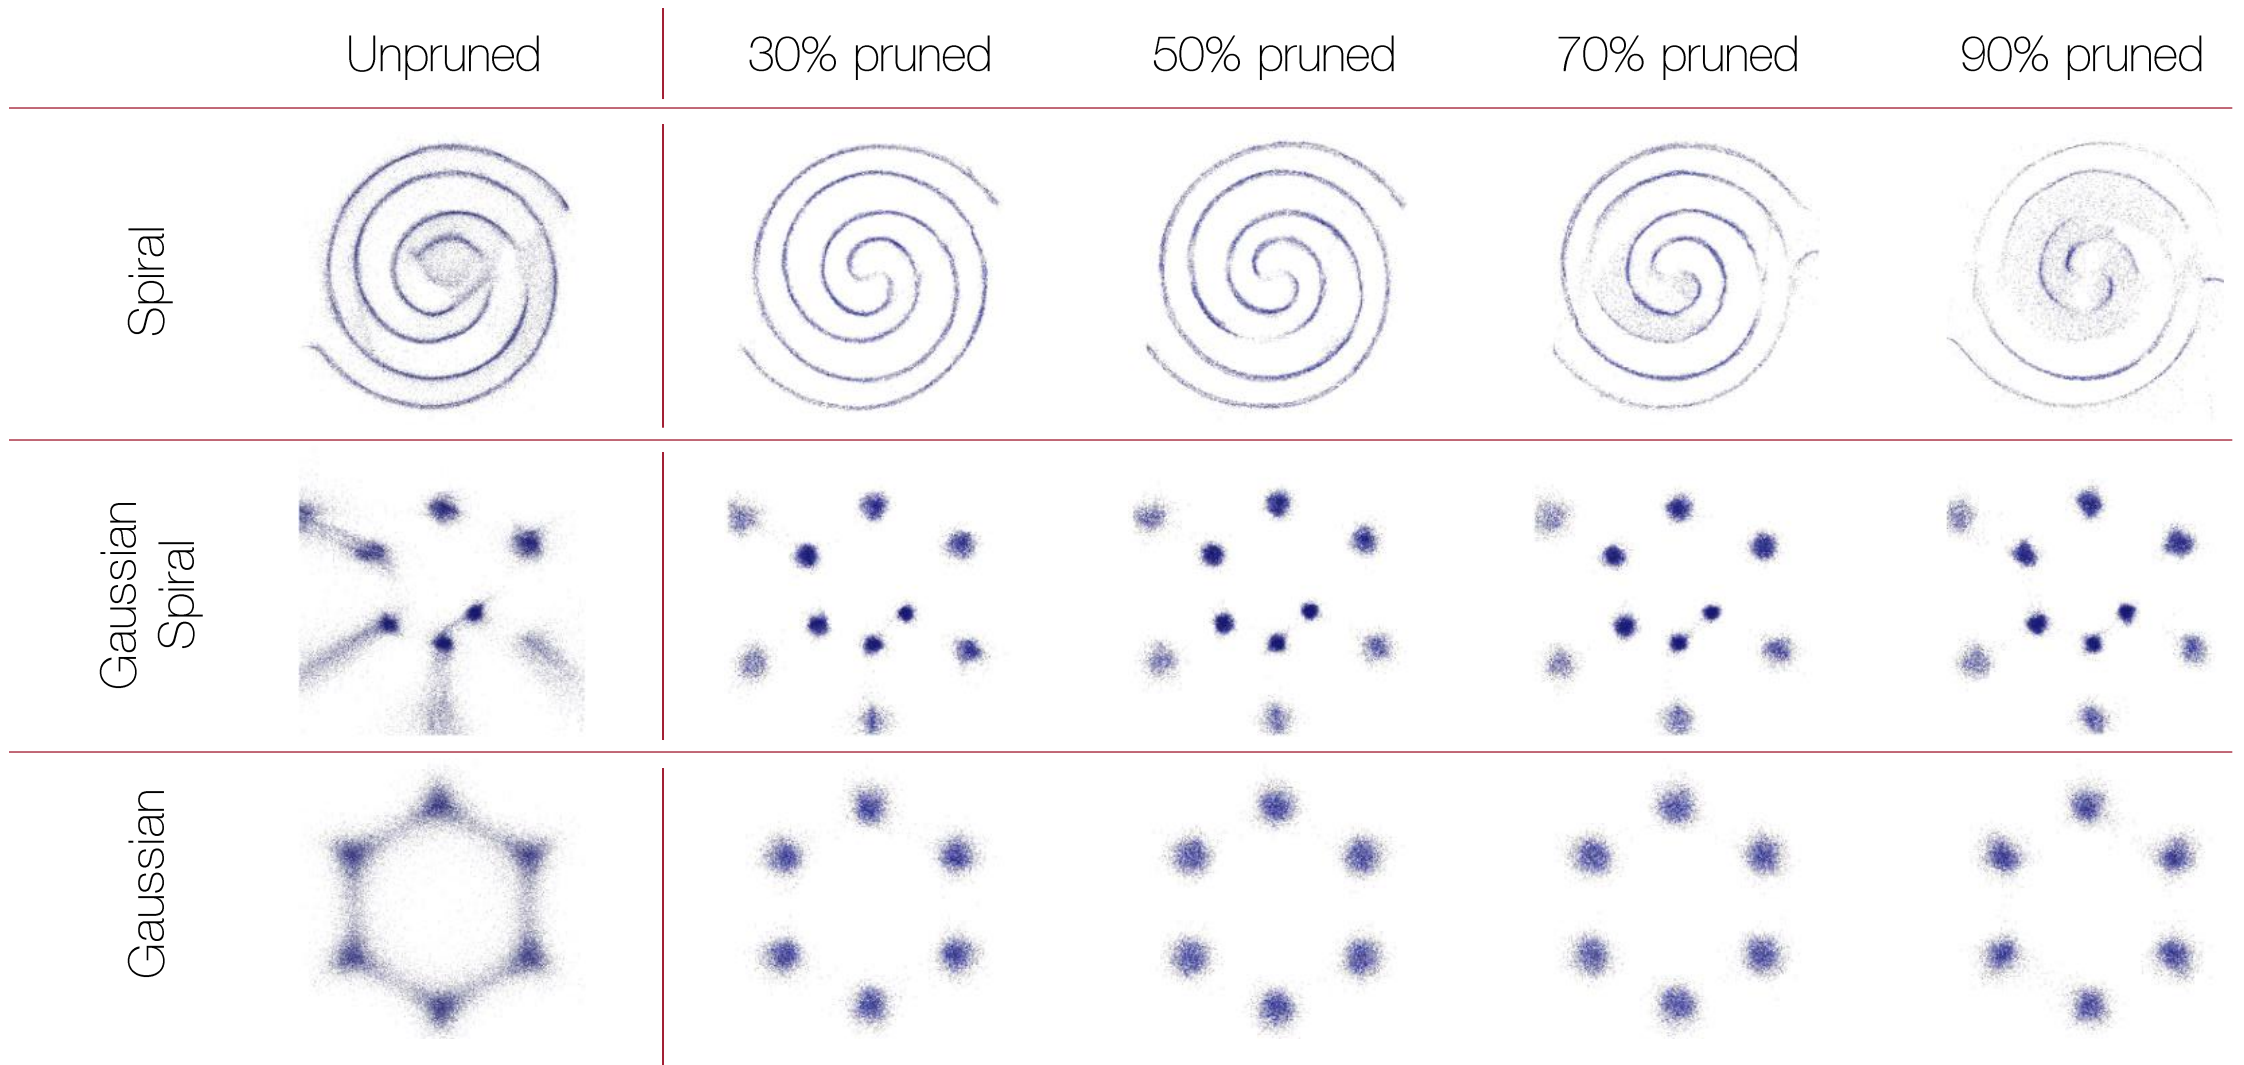 Unpruned
30% pruned
50% pruned
70% pruned
90% pruned
Spiral
Gaussian
Spiral
Gaussian